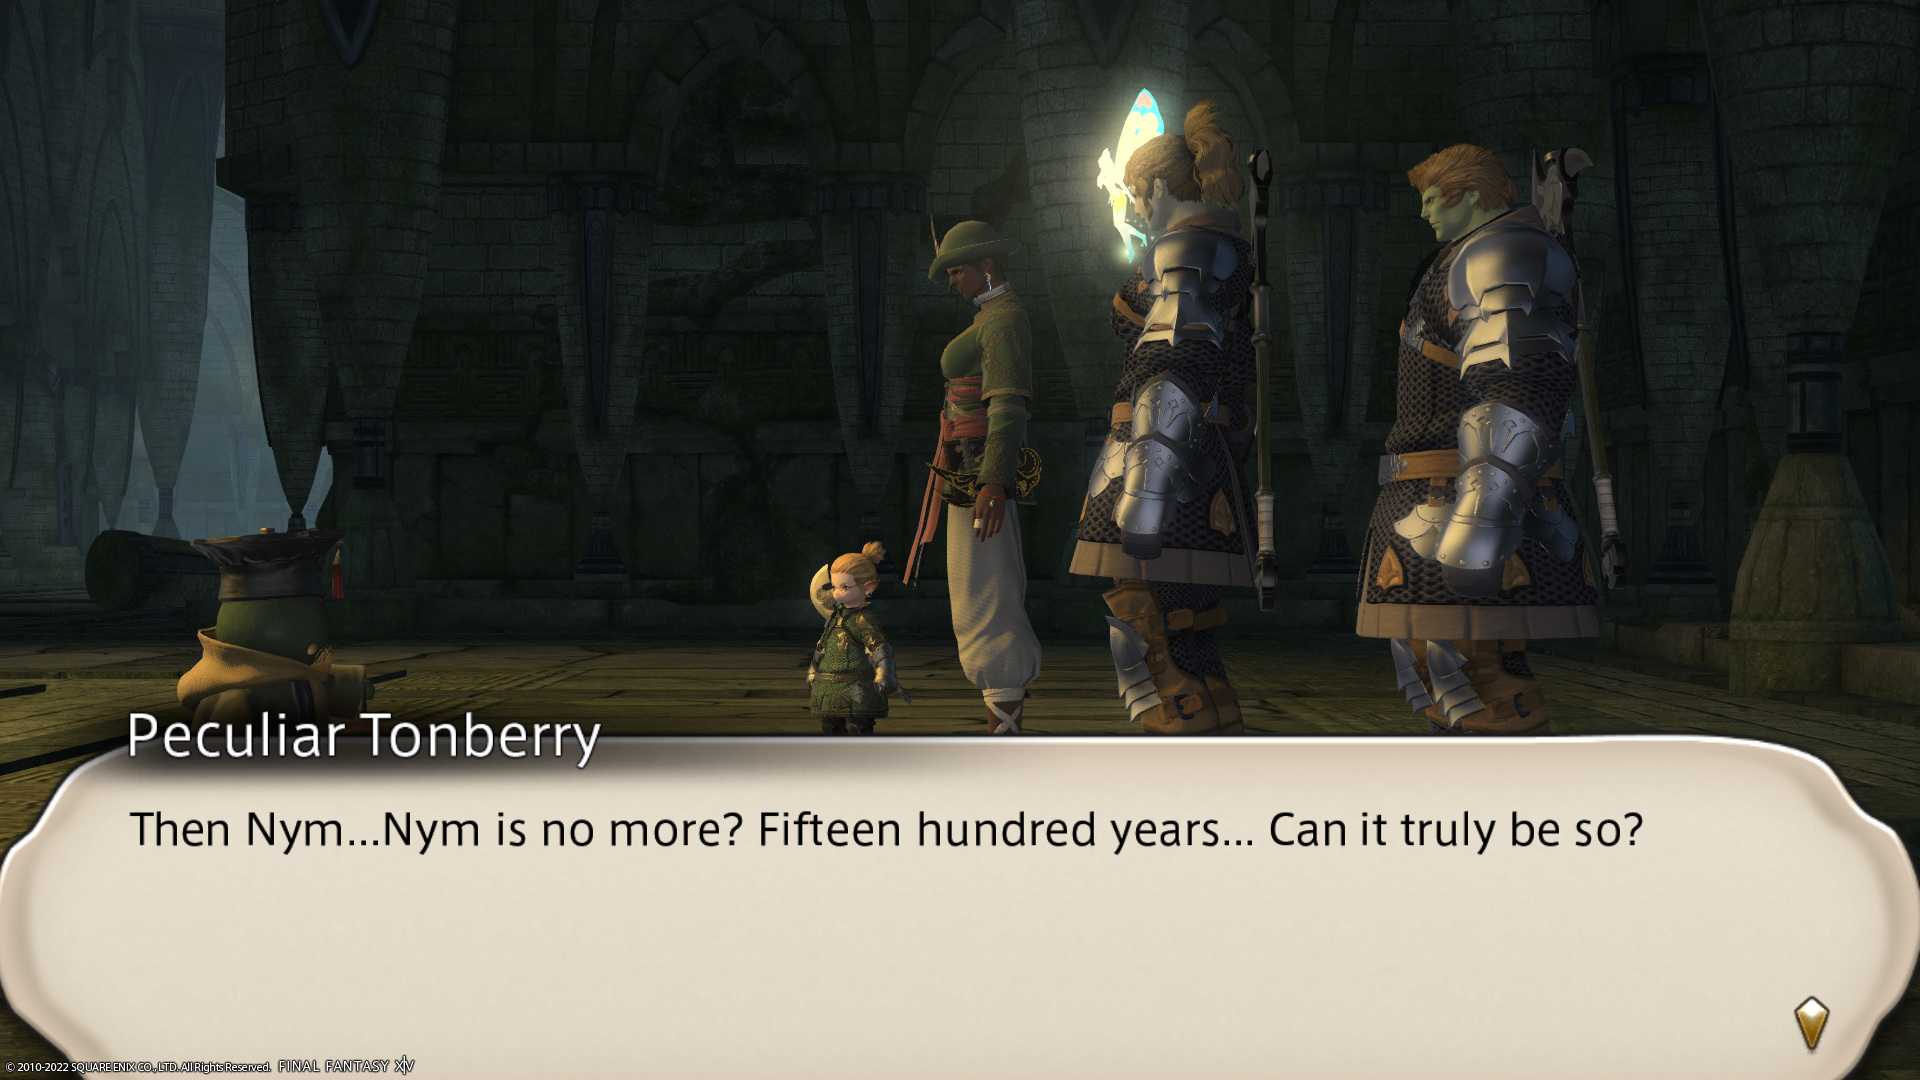 Peculiar Tonberry
Then Nym...Nym is no more? Fifteen hundred years... Can it truly be so?
© 2010-2022 SQUARE ENIX CO., LTD. All Rights Reserved. FINAL FANTASY XIV